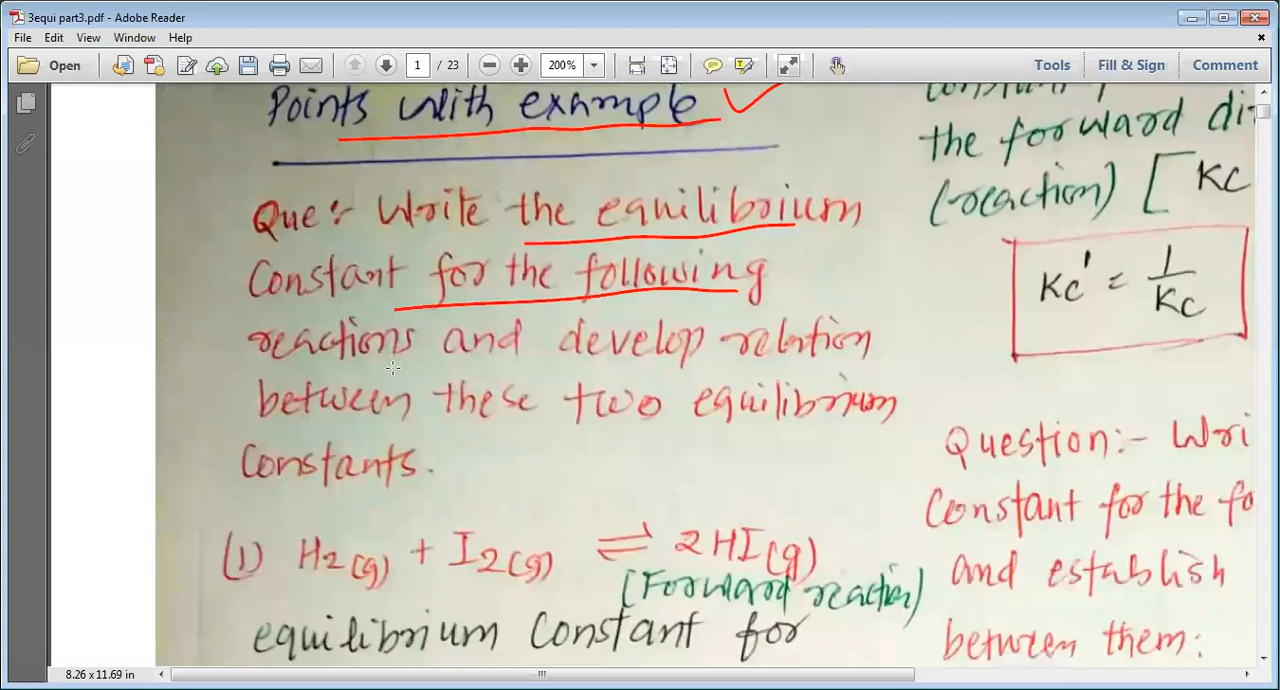 3equi part3.pdf - Adobe Reader
File Edit View Window Help
Open 1 / 23 200% Tools Fill & Sign Comment
Points with example
Que:- Write the equilibrium
Constant for the following
reactions and develop relation
between these two equilibrium
Constants.
(1) H2(g) + I2(g) ⇌ 2HI(g)
(Forward reaction)
equilibrium Constant for
the forward di
(reaction) [ KC
KC' = 1/KC
Question:- Wri
Constant for the fo
and establish
between them:
8.26 x 11.69 in